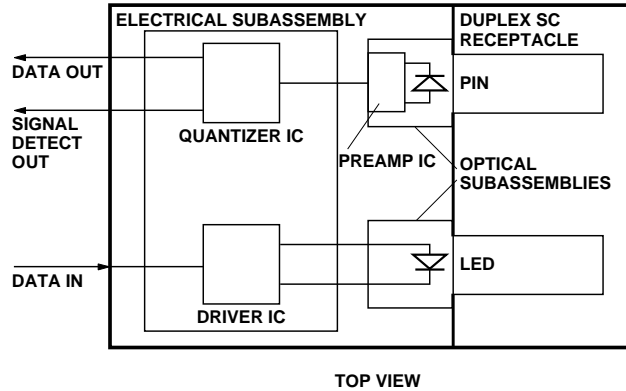 ELECTRICAL SUBASSEMBLY
DUPLEX SC
RECEPTACLE
DATA OUT
PIN
SIGNAL
DETECT
OUT
QUANTIZER IC
PREAMP IC
OPTICAL
SUBASSEMBLIES
LED
DATA IN
DRIVER IC
TOP VIEW